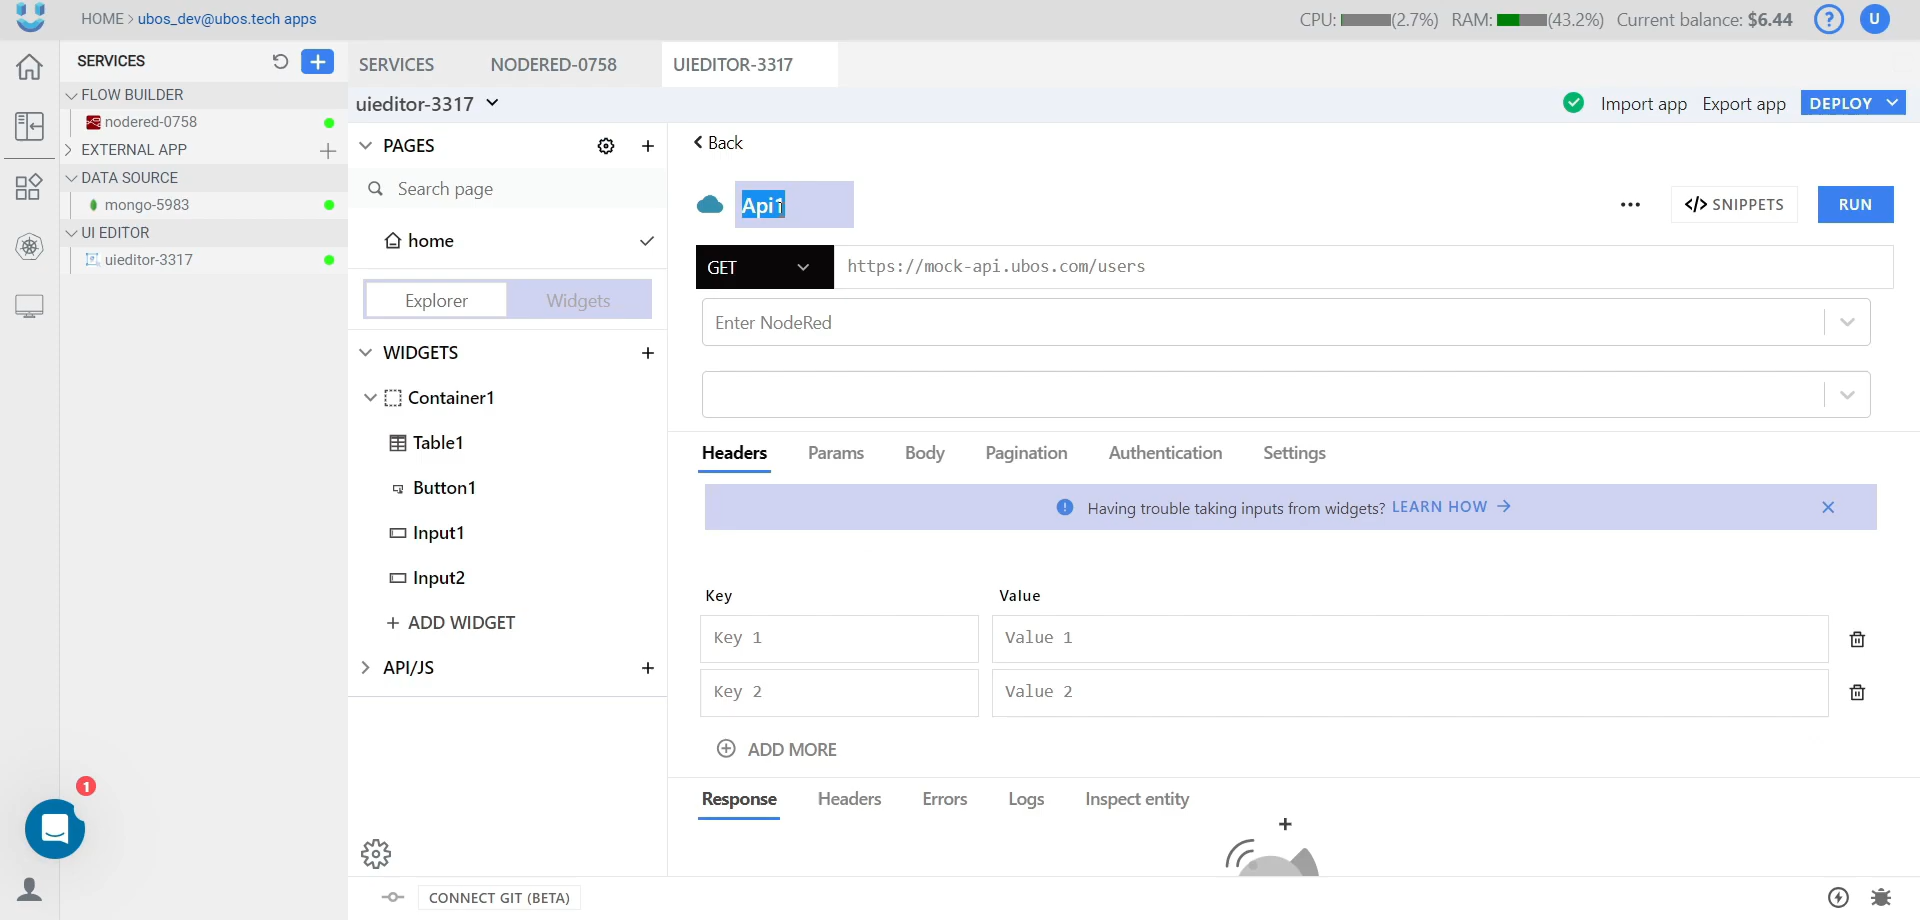 HOME > ubos_dev@ubos.tech apps
CPU: (2.7%) RAM: (43.2%) Current balance: $6.44 ? U
SERVICES
FLOW BUILDER
nodered-0758
EXTERNAL APP
DATA SOURCE
mongo-5983
UI EDITOR
uieditor-3317
1
SERVICES NODERED-0758 UIEDITOR-3317
uieditor-3317
Import app Export app DEPLOY
PAGES
Search page
home
Explorer Widgets
WIDGETS
Container1
Table1
Button1
Input1
Input2
+ ADD WIDGET
API/JS
Back
Api1
</> SNIPPETS RUN
GET https://mock-api.ubos.com/users
Enter NodeRed
Headers Params Body Pagination Authentication Settings
Having trouble taking inputs from widgets? LEARN HOW →
Key Value
Key 1 Value 1
Key 2 Value 2
ADD MORE
Response Headers Errors Logs Inspect entity
CONNECT GIT (BETA)